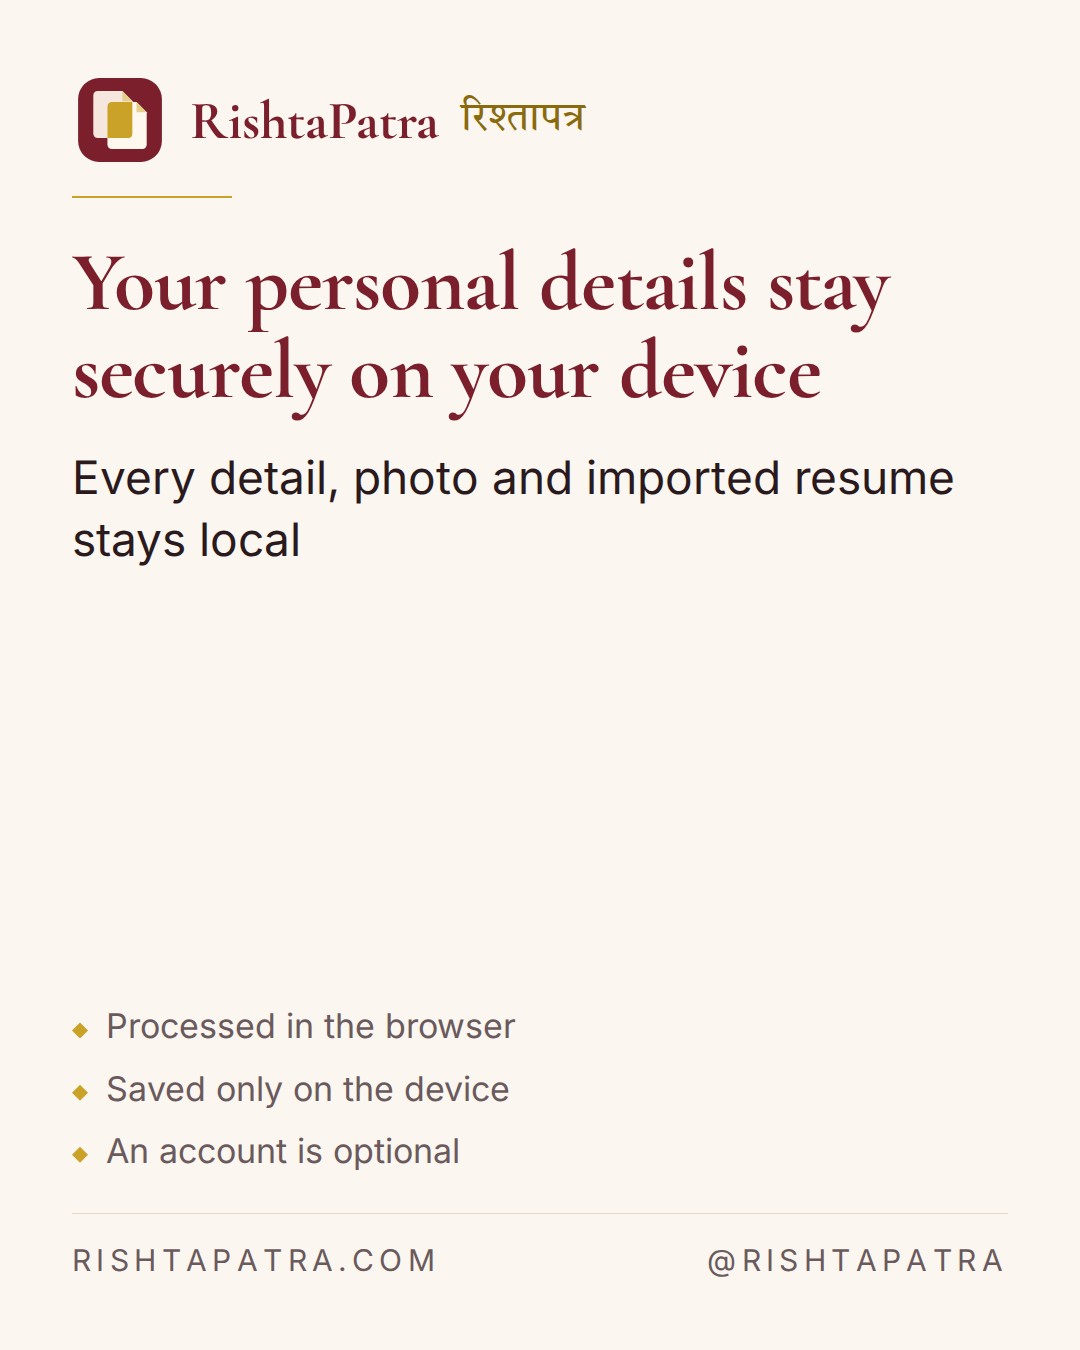 RishtaPatra रिश्तापत्र
Your personal details stay
securely on your device
Every detail, photo and imported resume
stays local
Processed in the browser
Saved only on the device
An account is optional
RISHTAPATRA.COM @RISHTAPATRA